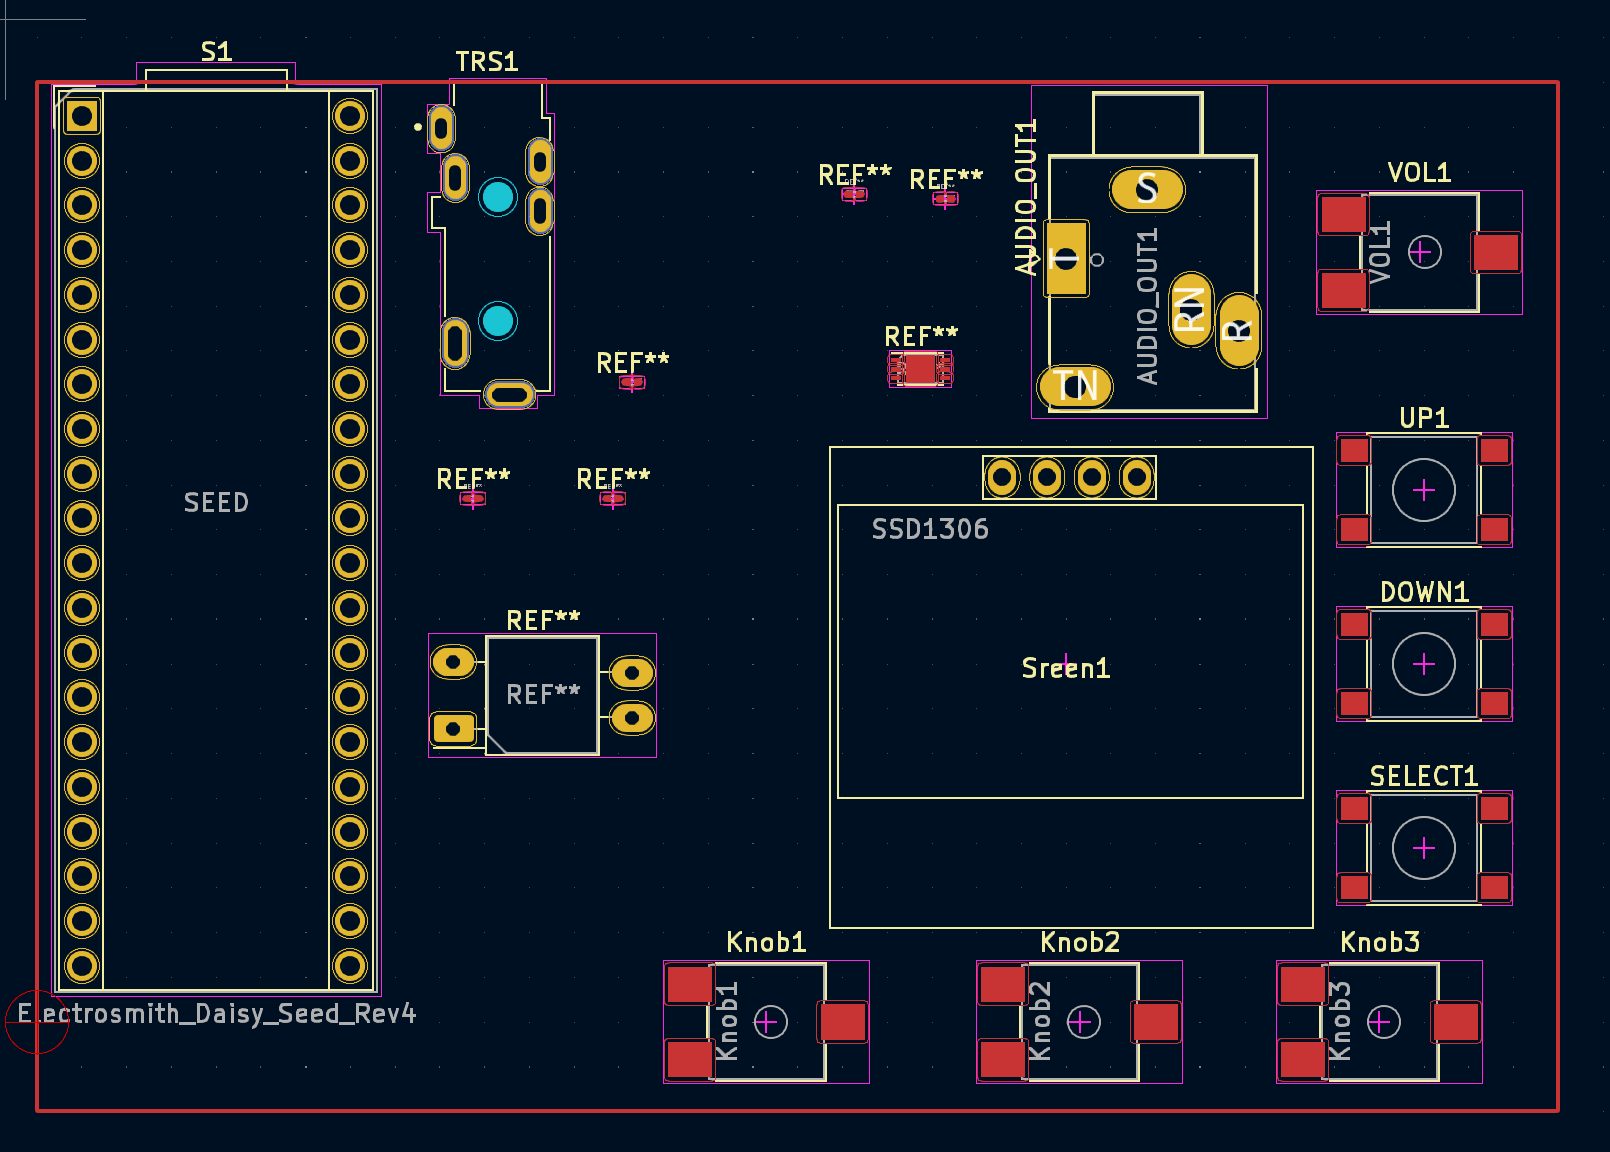 S1
TRS1
REF**
REF**
AUDIO_OUT1
S
T
AUDIO_OUT1
RN
R
TN
VOL1
VOL1
REF**
REF**
UP1
REF**
REF**
SEED
SSD1306
DOWN1
REF**
REF**
Sreen1
SELECT1
Knob1
Knob1
Knob2
Knob2
Knob3
Knob3
Electrosmith_Daisy_Seed_Rev4